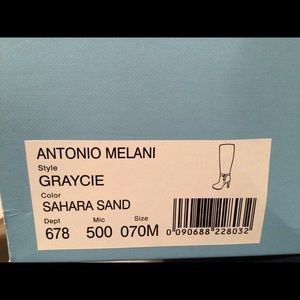 ANTONIO MELANI
Style
GRAYCIE
Color
SAHARA SAND
Dept Mic Size
678 500 070M
0 090688 228032